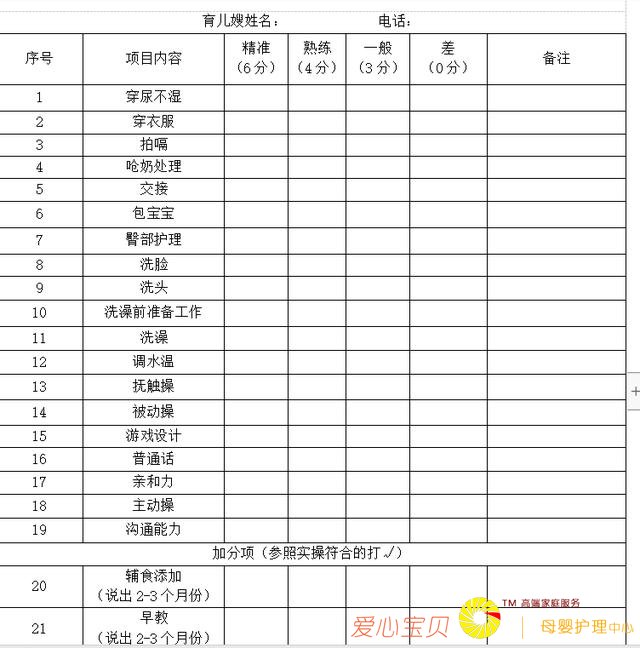 育儿嫂姓名： 电话：
序号 项目内容 精准（6分） 熟练（4分） 一般（3分） 差（0分） 备注
1 穿尿不湿
2 穿衣服
3 拍嗝
4 呛奶处理
5 交接
6 包宝宝
7 臀部护理
8 洗脸
9 洗头
10 洗澡前准备工作
11 洗澡
12 调水温
13 抚触操
14 被动操
15 游戏设计
16 普通话
17 亲和力
18 主动操
19 沟通能力
加分项（参照实操符合的打√）
20 辅食添加
（说出2-3个月份）
21 早教
（说出2-3个月份）
TM 高端家庭服务
爱心宝贝 母婴护理中心